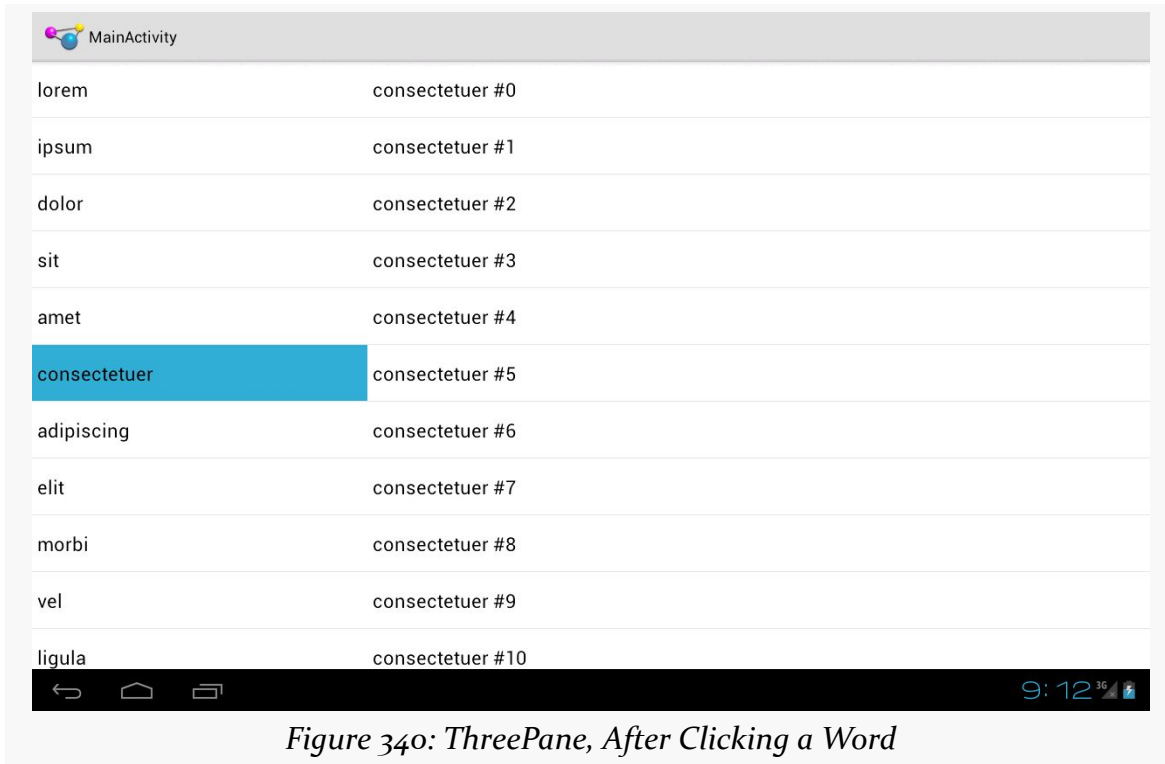 MainActivity
lorem consectetuer #0
ipsum consectetuer #1
dolor consectetuer #2
sit consectetuer #3
amet consectetuer #4
consectetuer consectetuer #5
adipiscing consectetuer #6
elit consectetuer #7
morbi consectetuer #8
vel consectetuer #9
ligula consectetuer #10
9:12 3G
Figure 340: ThreePane, After Clicking a Word